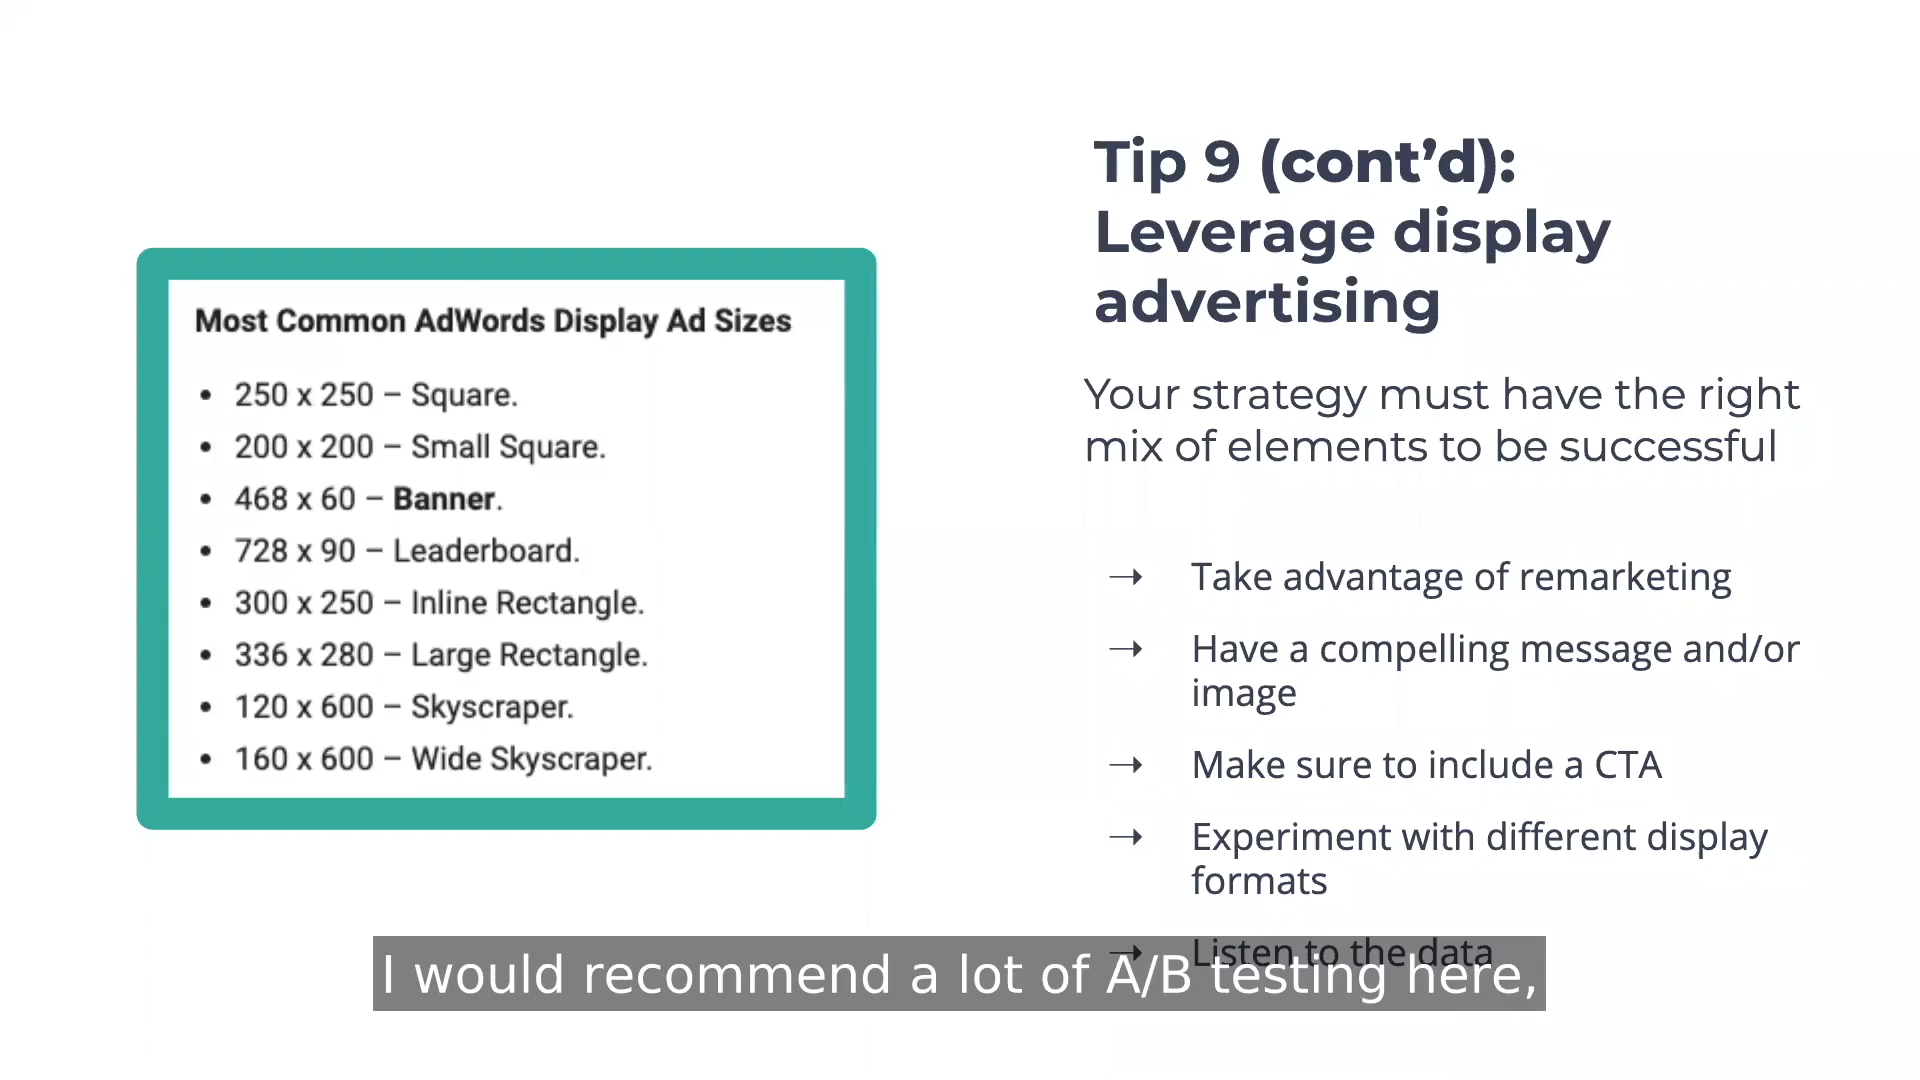 Most Common AdWords Display Ad Sizes
• 250 x 250 – Square.
• 200 x 200 – Small Square.
• 468 x 60 – Banner.
• 728 x 90 – Leaderboard.
• 300 x 250 – Inline Rectangle.
• 336 x 280 – Large Rectangle.
• 120 x 600 – Skyscraper.
• 160 x 600 – Wide Skyscraper.
Tip 9 (cont’d):
Leverage display
advertising
Your strategy must have the right
mix of elements to be successful
→ Take advantage of remarketing
→ Have a compelling message and/or
image
→ Make sure to include a CTA
→ Experiment with different display
formats
→ Listen to the data
I would recommend a lot of A/B testing here,